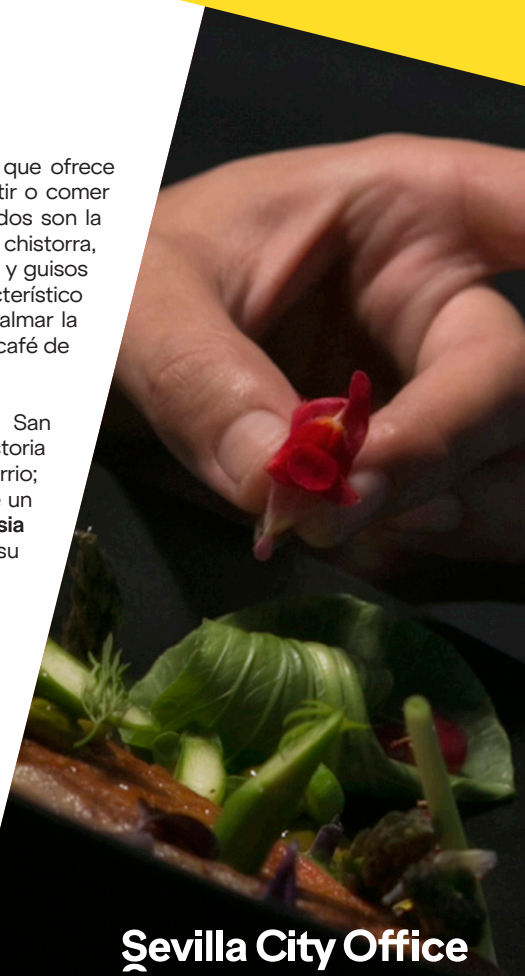 que ofrece
tir o comer
dos son la
chistorra,
y guisos
cterístico
almar la
café de
San
storia
rrio;
e un
sia
su
Sevilla City Office